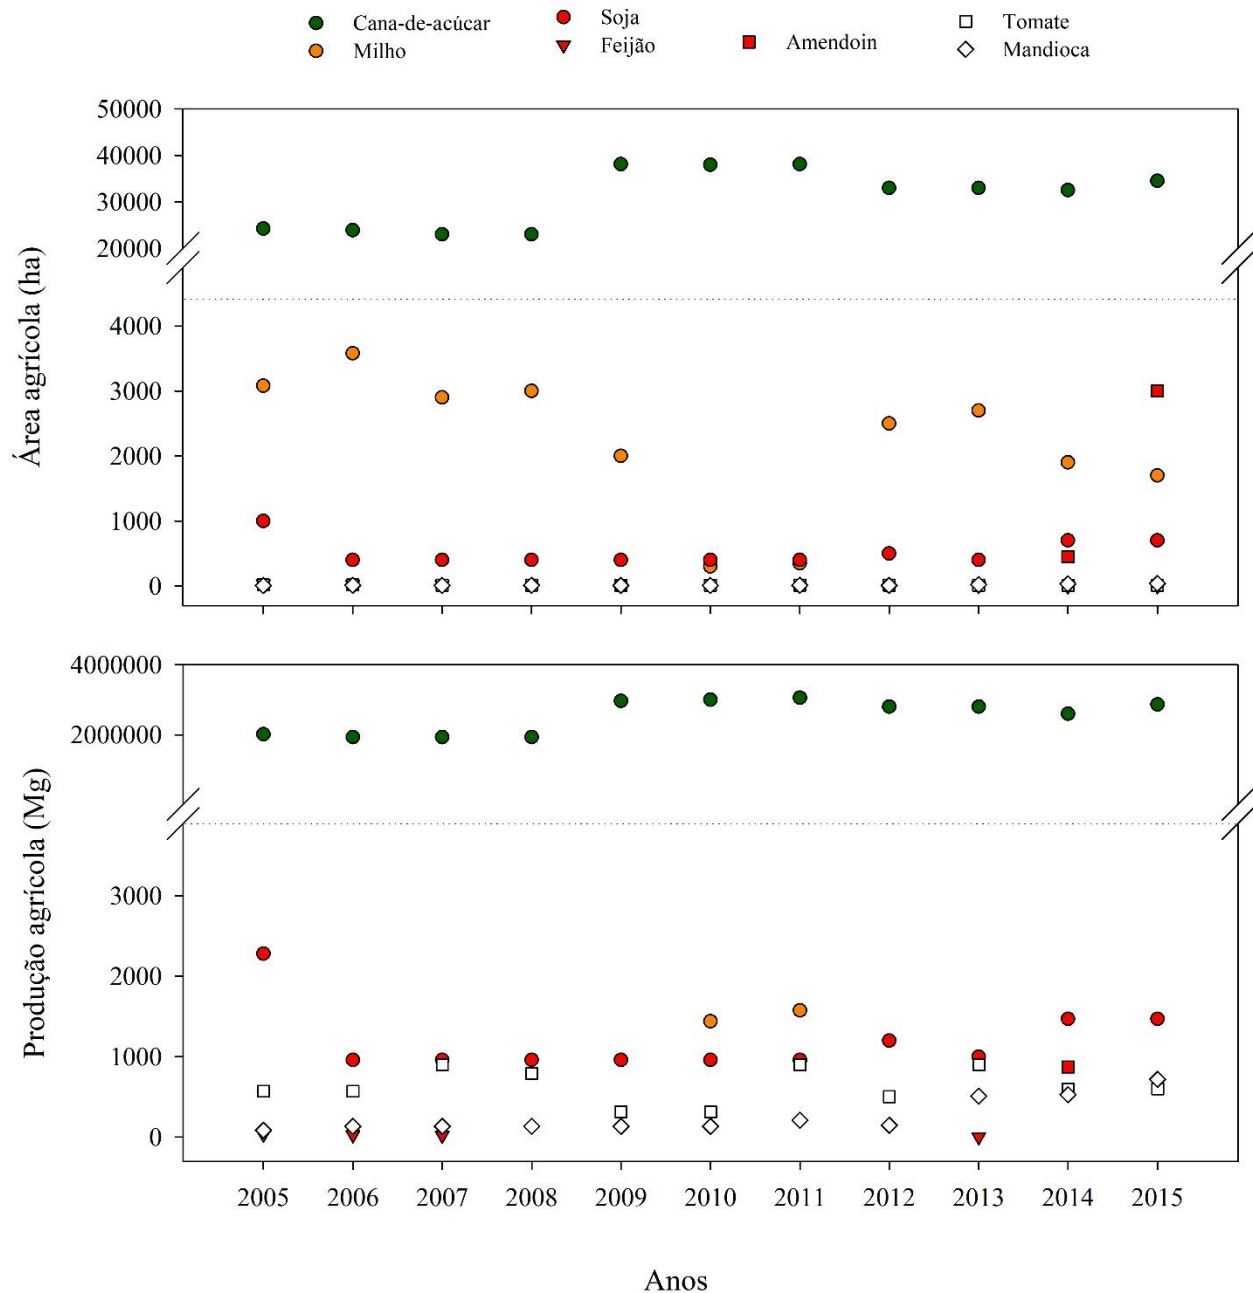 Cana-de-acúcar
Soja
Tomate
Milho
Feijão
Amendoin
Mandioca
Área agrícola (ha)
50000
40000
30000
20000
4000
3000
2000
1000
0
Produção agrícola (Mg)
4000000
2000000
3000
2000
1000
0
2005 2006 2007 2008 2009 2010 2011 2012 2013 2014 2015
Anos